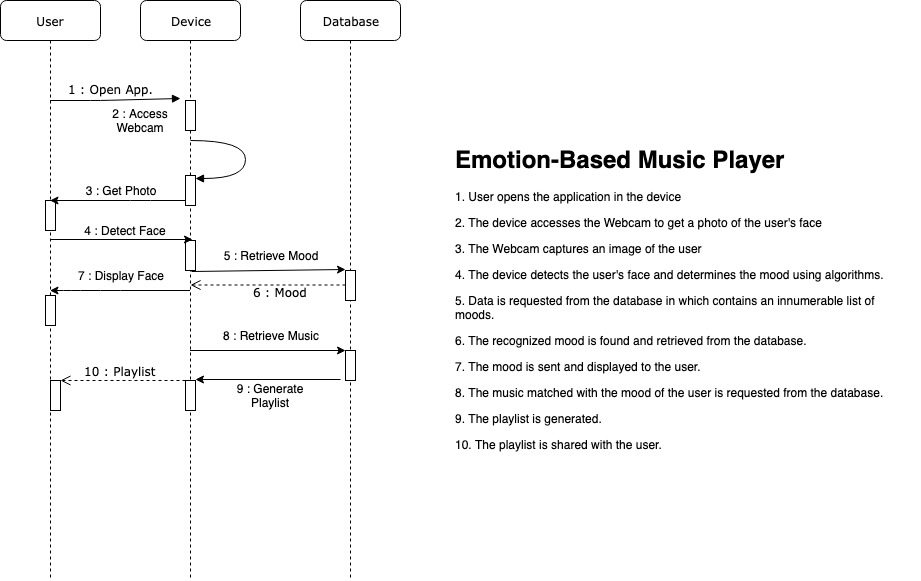 User
Device
Database
1 : Open App.
2 : Access
Webcam
3 : Get Photo
4 : Detect Face
5 : Retrieve Mood
7 : Display Face
6 : Mood
8 : Retrieve Music
10 : Playlist
9 : Generate
Playlist
Emotion-Based Music Player
1. User opens the application in the device
2. The device accesses the Webcam to get a photo of the user's face
3. The Webcam captures an image of the user
4. The device detects the user's face and determines the mood using algorithms.
5. Data is requested from the database in which contains an innumerable list of
moods.
6. The recognized mood is found and retrieved from the database.
7. The mood is sent and displayed to the user.
8. The music matched with the mood of the user is requested from the database.
9. The playlist is generated.
10. The playlist is shared with the user.